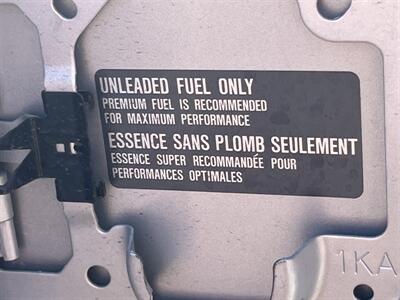 UNLEADED FUEL ONLY
PREMIUM FUEL IS RECOMMENDED
FOR MAXIMUM PERFORMANCE
ESSENCE SANS PLOMB SEULEMENT
ESSENCE SUPER RECOMMANDÉE POUR
PERFORMANCES OPTIMALES
1KA